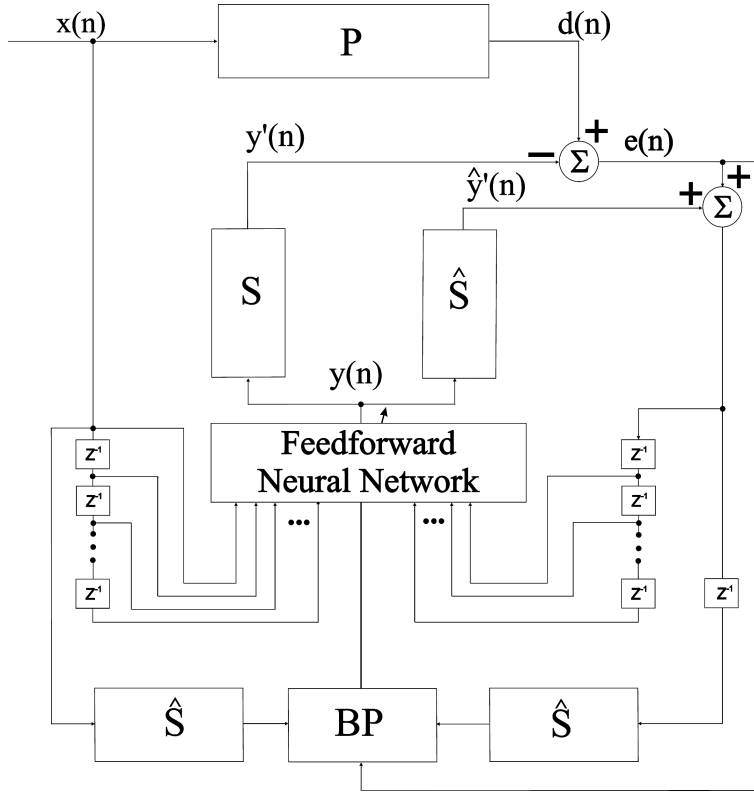 x(n)
P
d(n)
y'(n)
− + 
Σ
e(n)
ŷ'(n)
+ +
Σ
S
Ŝ
y(n)
Feedforward
Neural Network
z⁻¹
z⁻¹
z⁻¹
z⁻¹
...
...
z⁻¹
z⁻¹
z⁻¹
Ŝ
BP
Ŝ